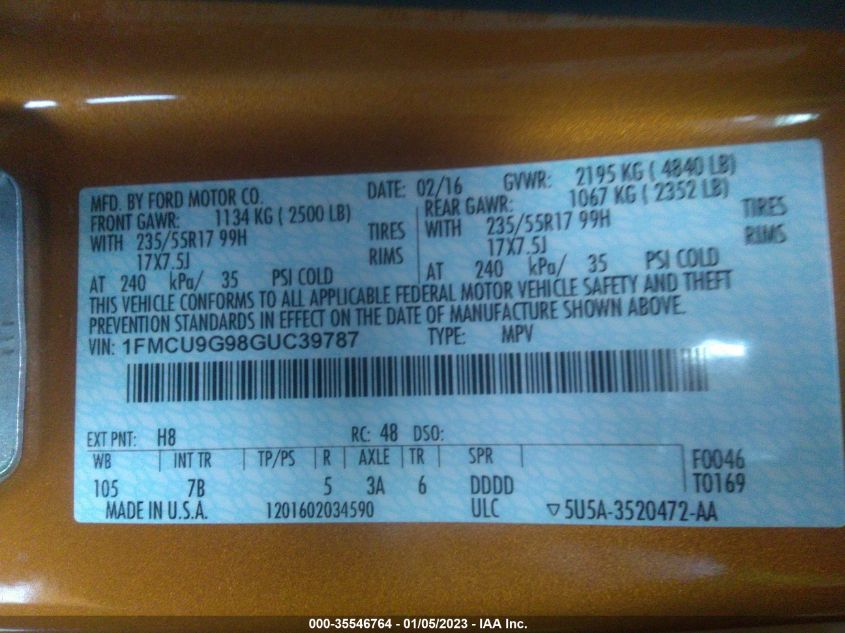 MFD. BY FORD MOTOR CO. DATE: 02/16 GVWR: 2195 KG ( 4840 LB)
FRONT GAWR: 1134 KG ( 2500 LB) REAR GAWR: 1067 KG ( 2352 LB)
WITH 235/55R17 99H TIRES WITH 235/55R17 99H TIRES
17X7.5J RIMS 17X7.5J RIMS
AT 240 kPa/ 35 PSI COLD AT 240 kPa/ 35 PSI COLD
THIS VEHICLE CONFORMS TO ALL APPLICABLE FEDERAL MOTOR VEHICLE SAFETY AND THEFT
PREVENTION STANDARDS IN EFFECT ON THE DATE OF MANUFACTURE SHOWN ABOVE.
VIN: 1FMCU9G98GUC39787 TYPE: MPV
EXT PNT: H8 RC: 48 DSO:
WB INT TR TP/PS R AXLE TR SPR F0046
105 7B 5 3A 6 DDDD T0169
MADE IN U.S.A. 1201602034590 ULC ▽5U5A-3520472-AA
000-35546764 - 01/05/2023 - IAA Inc.